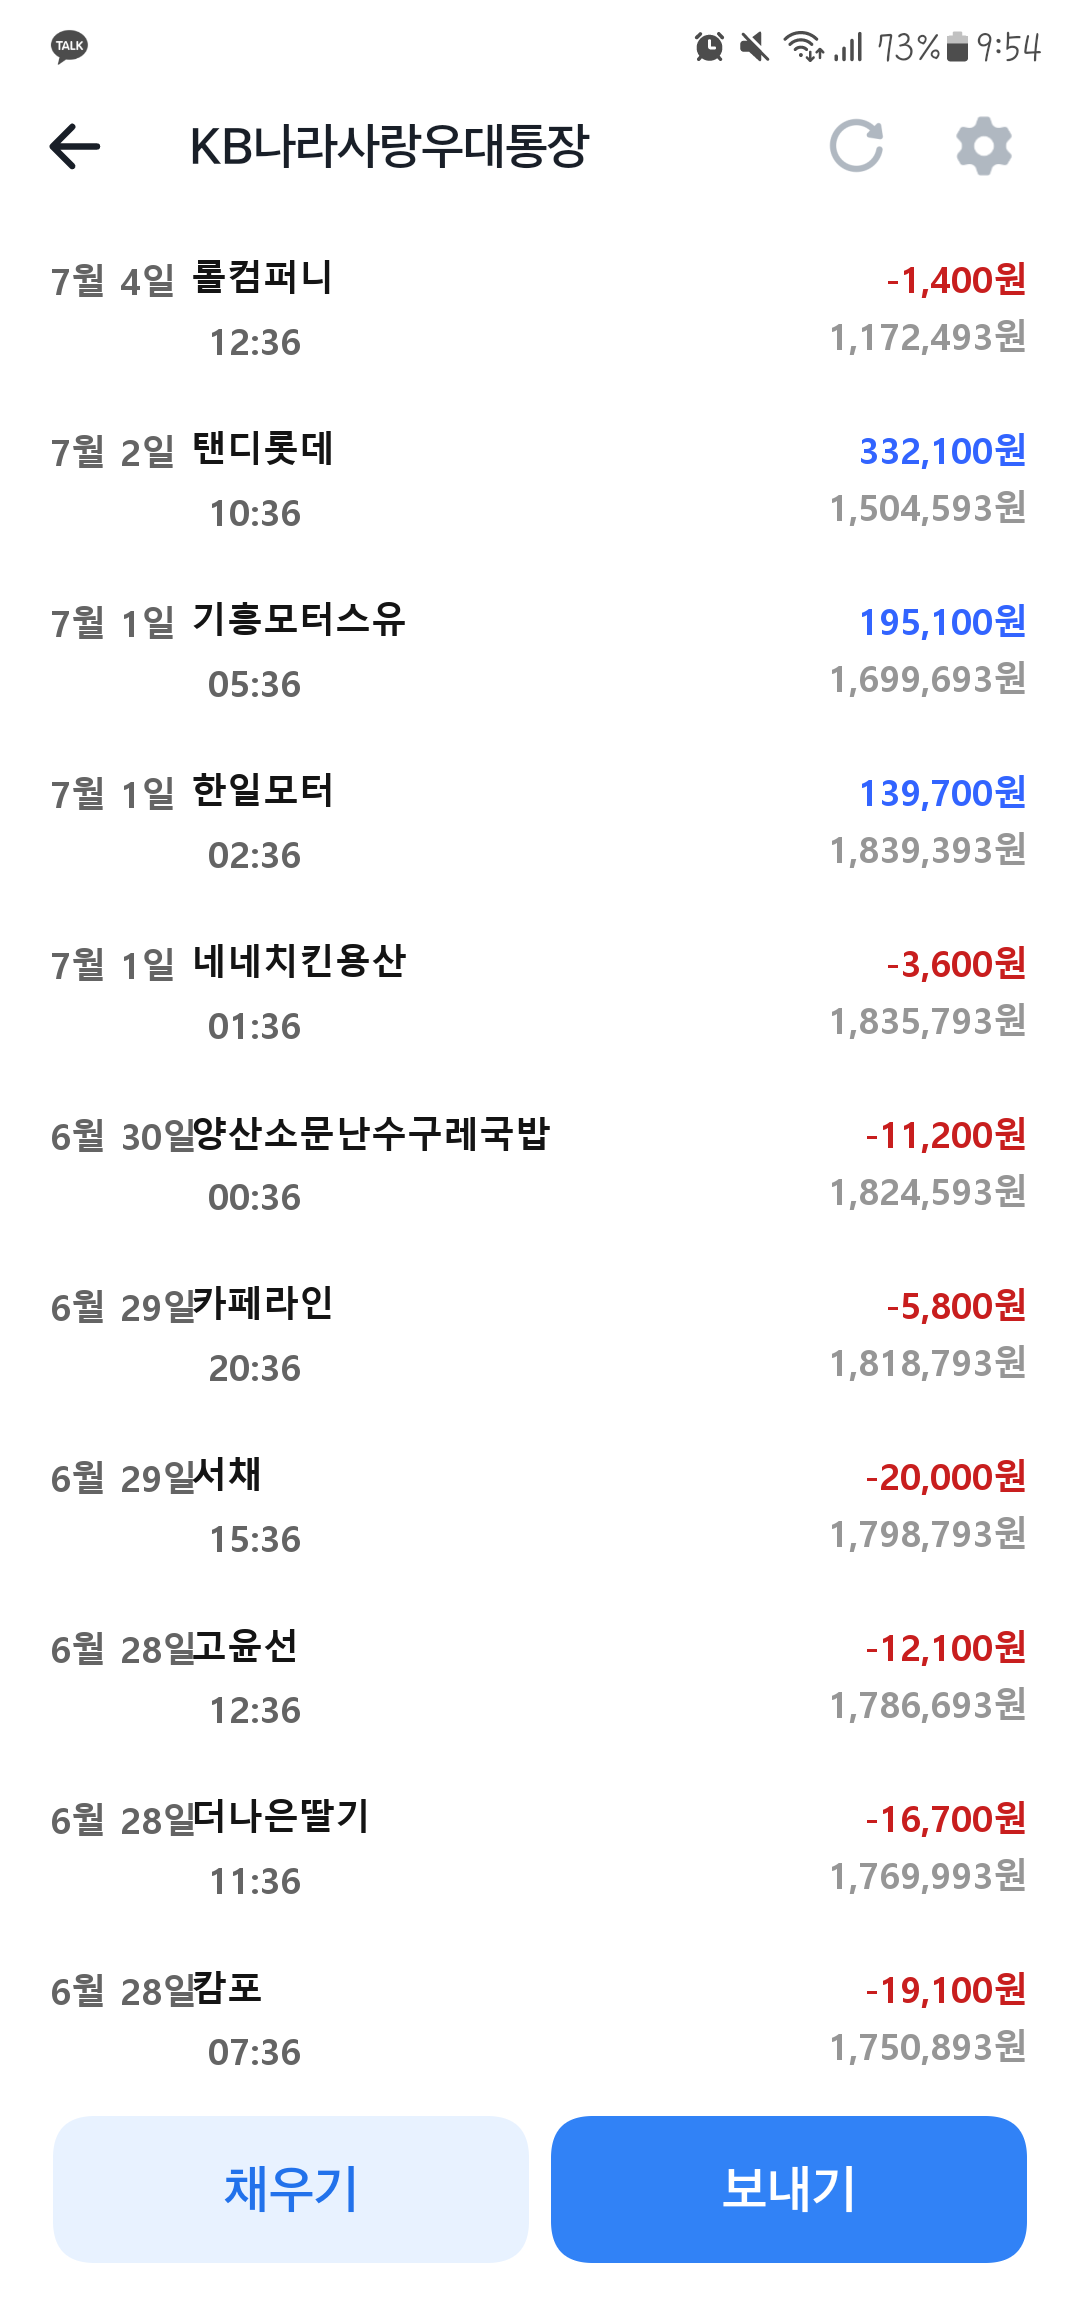 TALK 73% 9:54
KB나라사랑우대통장
7월 4일 롤컴퍼니 -1,400원
12:36 1,172,493원
7월 2일 탠디롯데 332,100원
10:36 1,504,593원
7월 1일 기흥모터스유 195,100원
05:36 1,699,693원
7월 1일 한일모터 139,700원
02:36 1,839,393원
7월 1일 네네치킨용산 -3,600원
01:36 1,835,793원
6월 30일 양산소문난수구레국밥 -11,200원
00:36 1,824,593원
6월 29일 카페라인 -5,800원
20:36 1,818,793원
6월 29일 서채 -20,000원
15:36 1,798,793원
6월 28일 고윤선 -12,100원
12:36 1,786,693원
6월 28일 더나은딸기 -16,700원
11:36 1,769,993원
6월 28일 캄포 -19,100원
07:36 1,750,893원
채우기 보내기